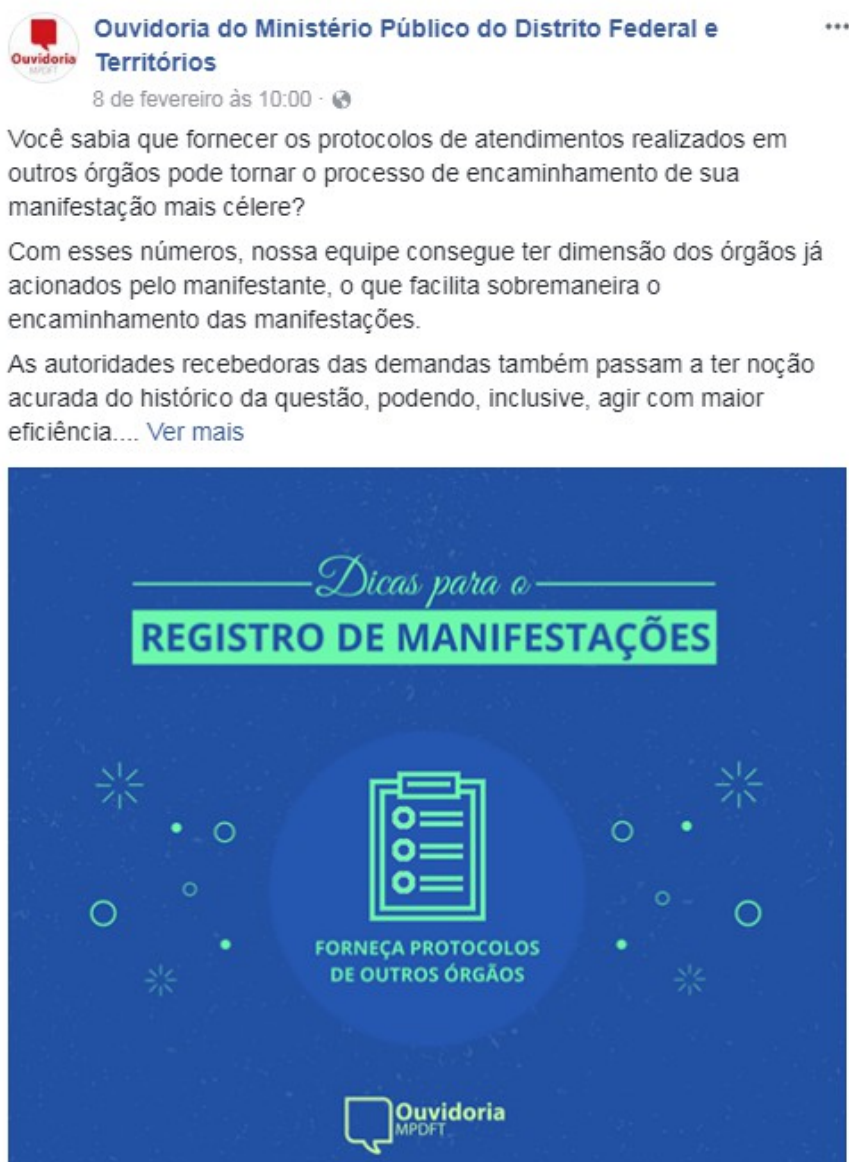 Ouvidoria do Ministério Público do Distrito Federal e
Territórios
Ouvidoria
MPDFT
8 de fevereiro às 10:00 ·
Você sabia que fornecer os protocolos de atendimentos realizados em
outros órgãos pode tornar o processo de encaminhamento de sua
manifestação mais célere?
Com esses números, nossa equipe consegue ter dimensão dos órgãos já
acionados pelo manifestante, o que facilita sobremaneira o
encaminhamento das manifestações.
As autoridades recebedoras das demandas também passam a ter noção
acurada do histórico da questão, podendo, inclusive, agir com maior
eficiência.... Ver mais
Dicas para o
REGISTRO DE MANIFESTAÇÕES
FORNEÇA PROTOCOLOS
DE OUTROS ÓRGÃOS
Ouvidoria
MPDFT